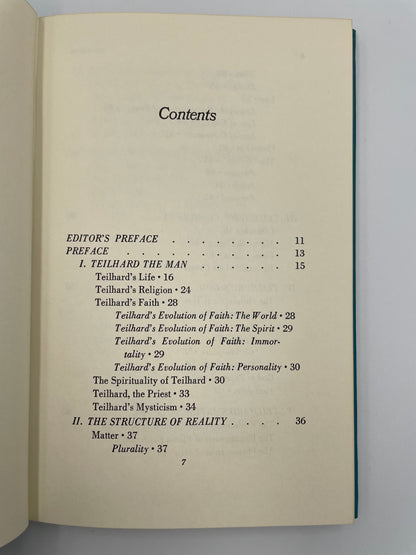 Contents
EDITOR'S PREFACE . . . . . . . . . 11
PREFACE . . . . . . . . . . . . 13
I. TEILHARD THE MAN . . . . . . . 15
Teilhard's Life • 16
Teilhard's Religion • 24
Teilhard's Faith • 28
Teilhard's Evolution of Faith: The World • 28
Teilhard's Evolution of Faith: The Spirit • 29
Teilhard's Evolution of Faith: Immor-
tality • 29
Teilhard's Evolution of Faith: Personality • 30
The Spirituality of Teilhard • 30
Teilhard, the Priest • 33
Teilhard's Mysticism • 34
II. THE STRUCTURE OF REALITY . . . . 36
Matter • 37
Plurality • 37
7